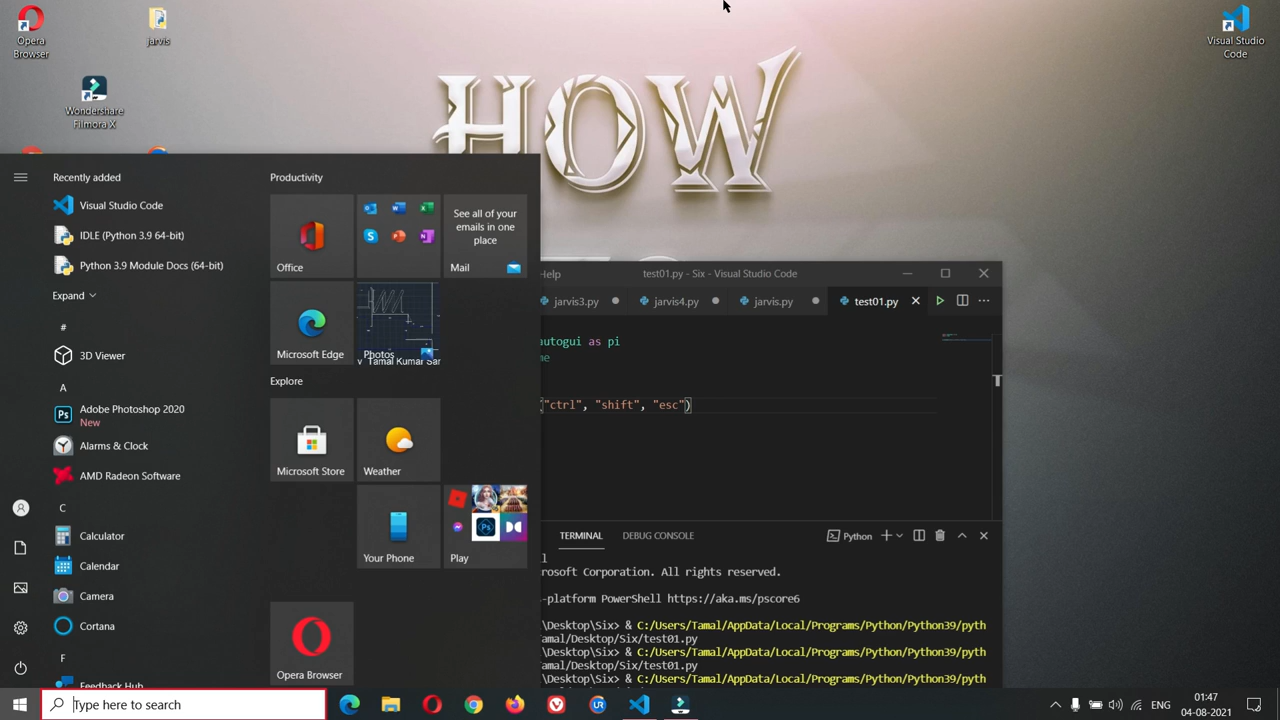 Opera
Browser
jarvis
Visual Studio
Code
Wondershare
Filmora X
HOW
Recently added
Visual Studio Code
IDLE (Python 3.9 64-bit)
Python 3.9 Module Docs (64-bit)
Expand
#
3D Viewer
A
Adobe Photoshop 2020
New
Alarms & Clock
AMD Radeon Software
C
Calculator
Calendar
Camera
Cortana
F
Feedback Hub
Productivity
Office
See all of your
emails in one
place
Mail
Microsoft Edge
Photos
Explore
Microsoft Store
Weather
Your Phone
Play
Opera Browser
Help
test01.py - Six - Visual Studio Code
jarvis3.py
jarvis4.py
jarvis.py
test01.py
autogui as pi
me
("ctrl", "shift", "esc")
TERMINAL
DEBUG CONSOLE
Python
rosoft Corporation. All rights reserved.
s-platform PowerShell https://aka.ms/pscore6
\Desktop\Six> & C:/Users/Tamal/AppData/Local/Programs/Python/Python39/pyth
amal/Desktop/Six/test01.py
\Desktop\Six> & C:/Users/Tamal/AppData/Local/Programs/Python/Python39/pyth
amal/Desktop/Six/test01.py
\Desktop\Six> & C:/Users/Tamal/AppData/Local/Programs/Python/Python39/pyth
Type here to search
ENG
01:47
04-08-2021